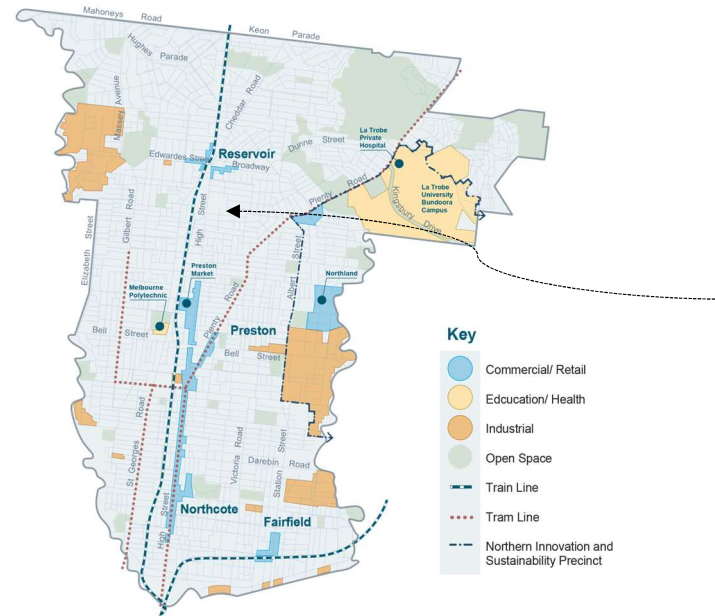 Mahoneys Road
Keon Parade
Hughes Parade
Massey Avenue
Cheddar Road
La Trobe
Private
Hospital
Dunne Street
Edwardes Street
Reservoir
Broadway
La Trobe
University
Bundoora
Campus
Plenty Road
Kingsbury Drive
Gilbert Road
High Street
Elizabeth Street
Albert Street
Preston
Market
Northland
Melbourne
Polytechnic
Plenty Road
Preston
Bell Street
Bell Street
Key
Commercial/ Retail
Edcucation/ Health
Industrial
Open Space
Train Line
Tram Line
Northern Innovation and
Sustainability Precinct
St Georges Road
Victoria Road
Darebin Road
Station Street
High Street
Northcote
Fairfield